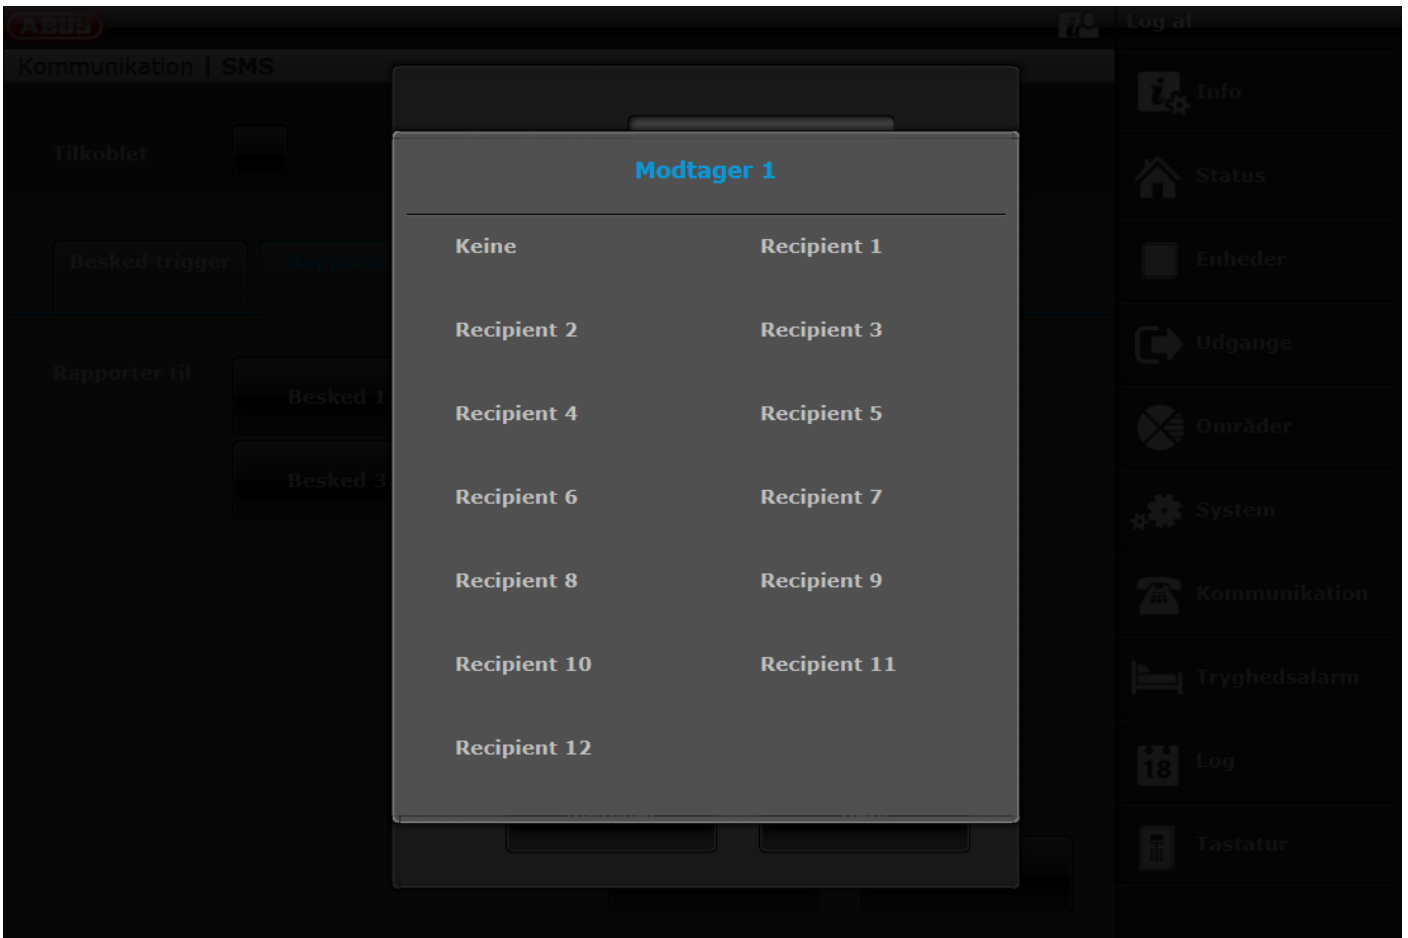 ABUS
Log af
Kommunikation | SMS
Info
Tilkoblet
Status
Besked trigger
Enheder
Udgange
Rapporter til
Besked 1
Besked 3
Områder
System
Kommunikation
Tryghedsalarm
18 Log
Tastatur
Modtager 1
Keine Recipient 1
Recipient 2 Recipient 3
Recipient 4 Recipient 5
Recipient 6 Recipient 7
Recipient 8 Recipient 9
Recipient 10 Recipient 11
Recipient 12